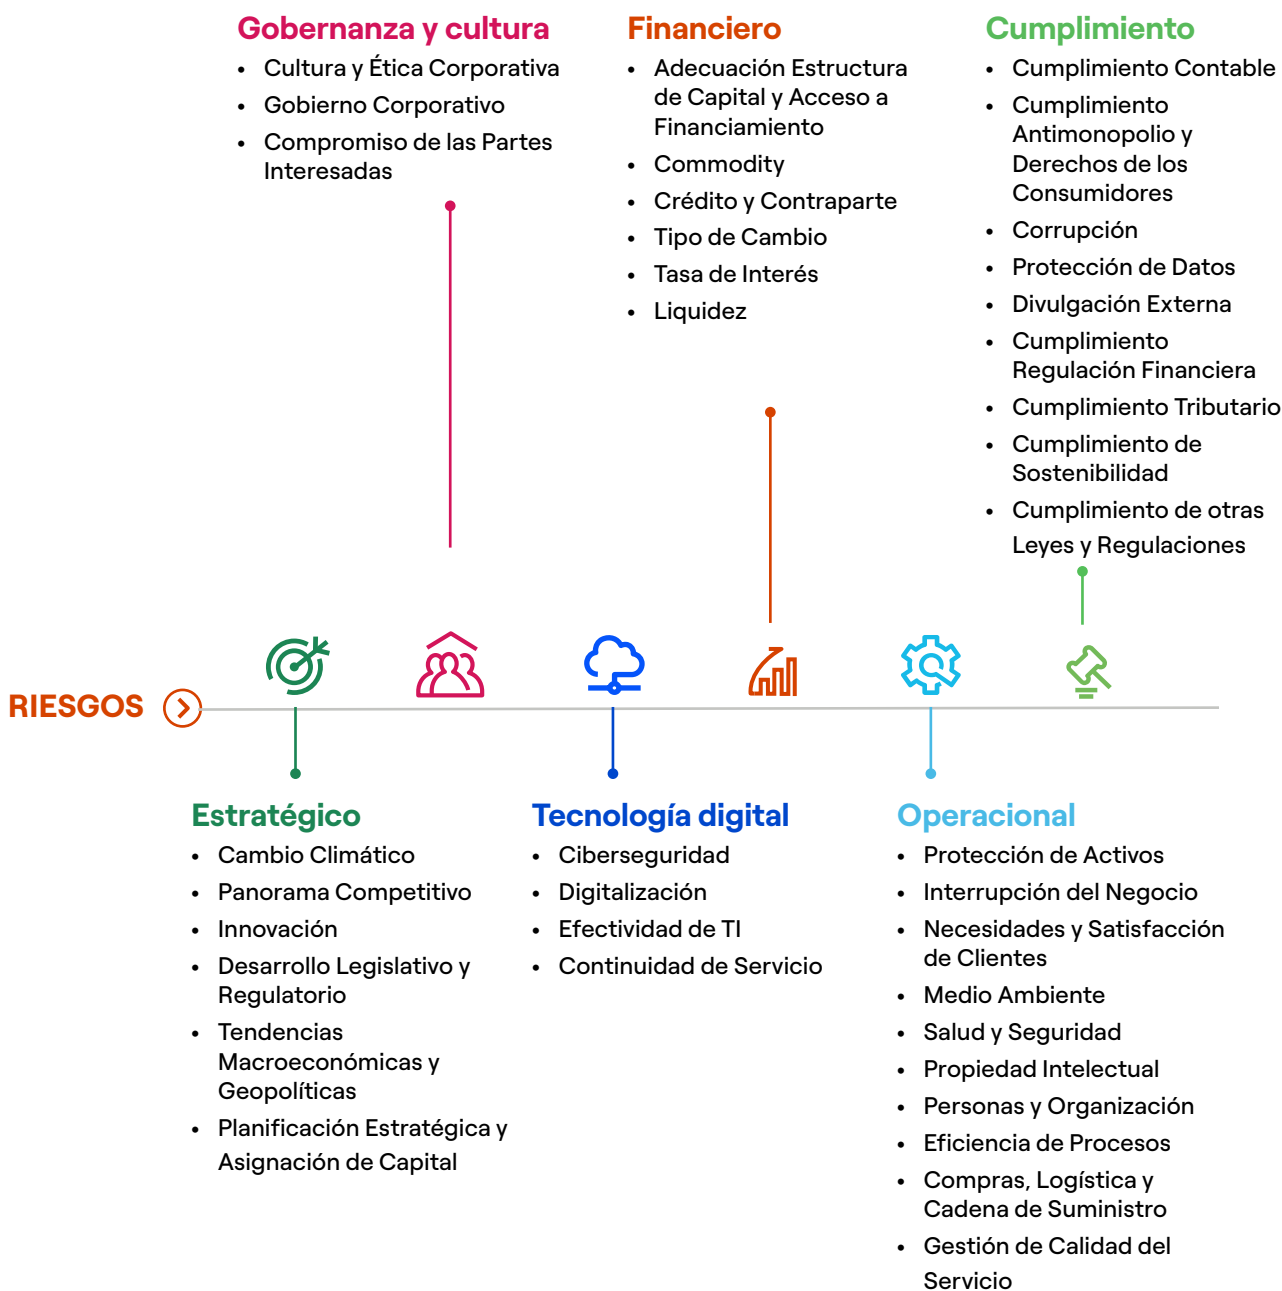 Gobernanza y cultura
• Cultura y Ética Corporativa
• Gobierno Corporativo
• Compromiso de las Partes
Interesadas
Financiero
• Adecuación Estructura
de Capital y Acceso a
Financiamiento
• Commodity
• Crédito y Contraparte
• Tipo de Cambio
• Tasa de Interés
• Liquidez
Cumplimiento
• Cumplimiento Contable
• Cumplimiento
Antimonopolio y
Derechos de los
Consumidores
• Corrupción
• Protección de Datos
• Divulgación Externa
• Cumplimiento
Regulación Financiera
• Cumplimiento Tributario
• Cumplimiento de
Sostenibilidad
• Cumplimiento de otras
Leyes y Regulaciones
RIESGOS
Estratégico
• Cambio Climático
• Panorama Competitivo
• Innovación
• Desarrollo Legislativo y
Regulatorio
• Tendencias
Macroeconómicas y
Geopolíticas
• Planificación Estratégica y
Asignación de Capital
Tecnología digital
• Ciberseguridad
• Digitalización
• Efectividad de TI
• Continuidad de Servicio
Operacional
• Protección de Activos
• Interrupción del Negocio
• Necesidades y Satisfacción
de Clientes
• Medio Ambiente
• Salud y Seguridad
• Propiedad Intelectual
• Personas y Organización
• Eficiencia de Procesos
• Compras, Logística y
Cadena de Suministro
• Gestión de Calidad del
Servicio